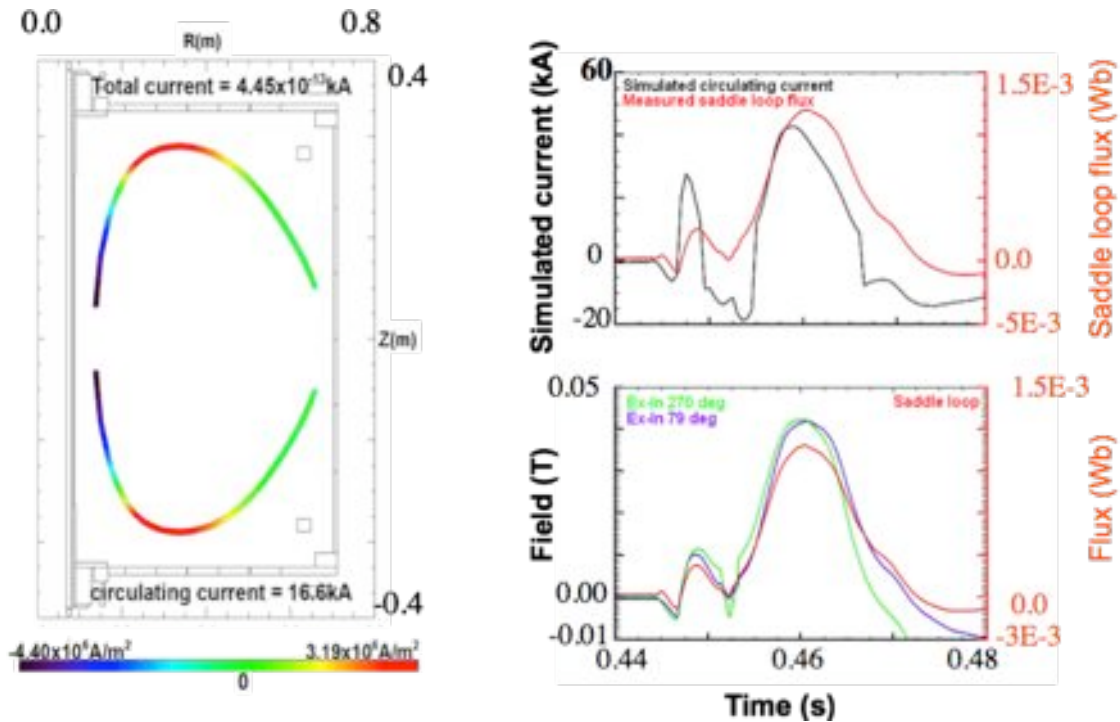 0.0 0.8
R(m)
0.4
Total current = 4.45x10⁻¹³kA
Z(m)
circulating current = 16.6kA
-0.4
-4.40x10⁶A/m² 3.19x10⁶A/m²
0
Simulated current (kA)
60
0
-20
Simulated circulating current
Measured saddle loop flux
1.5E-3
0.0
-5E-3
Saddle loop flux (Wb)
Field (T)
0.05
0.00
-0.01
Ex-In 270 deg
Ex-In 79 deg
Saddle loop
1.5E-3
0.0
-3E-3
Flux (Wb)
0.44 0.46 0.48
Time (s)